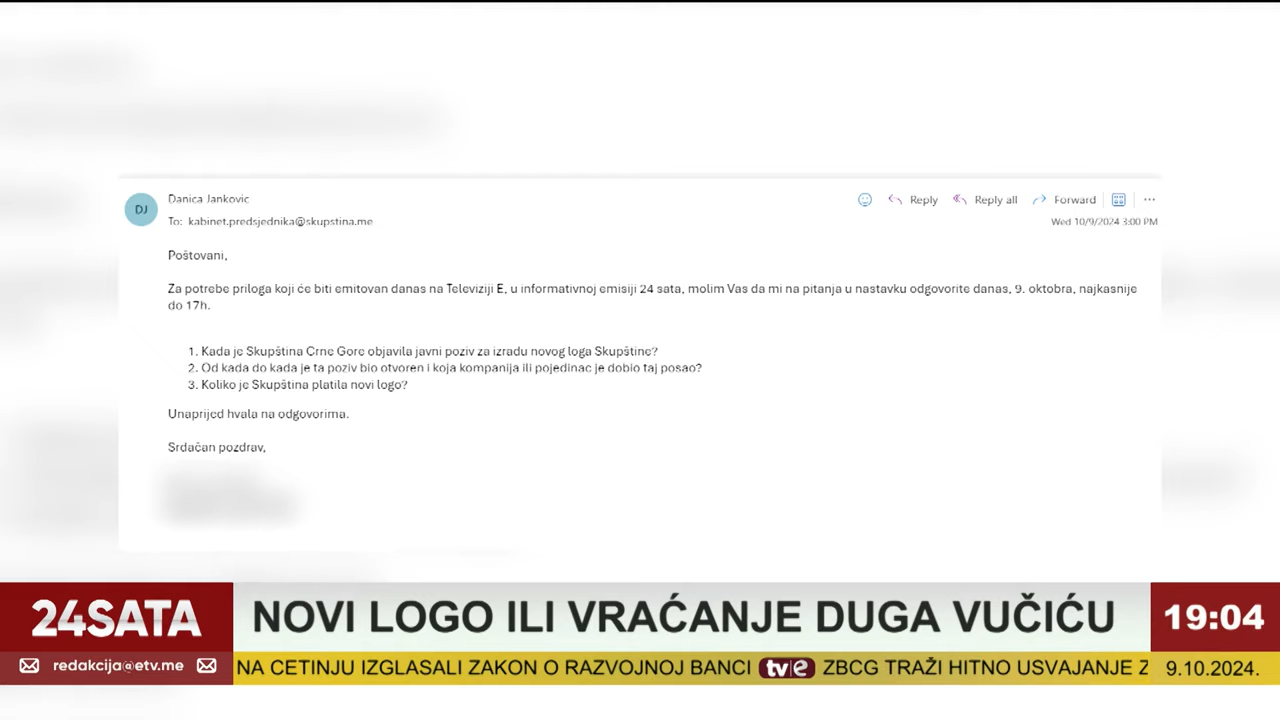 DJ
Danica Jankovic
To: kabinet.predsjednika@skupstina.me
Reply
Reply all
Forward
Wed 10/9/2024 3:00 PM
Poštovani,
Za potrebe priloga koji će biti emitovan danas na Televiziji E, u informativnoj emisiji 24 sata, molim Vas da mi na pitanja u nastavku odgovorite danas, 9. oktobra, najkasnije
do 17h.
1. Kada je Skupština Crne Gore objavila javni poziv za izradu novog loga Skupštine?
2. Od kada do kada je ta poziv bio otvoren i koja kompanija ili pojedinac je dobio taj posao?
3. Koliko je Skupština platila novi logo?
Unaprijed hvala na odgovorima.
Srdačan pozdrav,
24SATA
NOVI LOGO ILI VRAĆANJE DUGA VUČIĆU
19:04
redakcija@etv.me
NA CETINJU IZGLASALI ZAKON O RAZVOJNOJ BANCI tve ZBCG TRAŽI HITNO USVAJANJE Z
9.10.2024.